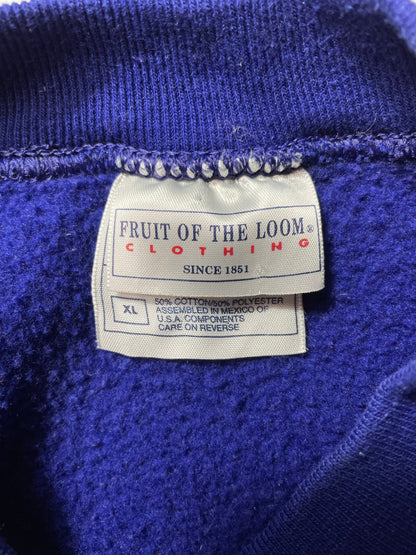 FRUIT OF THE LOOM®
CLOTHING
SINCE 1851
XL
50% COTTON/50% POLYESTER
ASSEMBLED IN MEXICO OF
U.S.A. COMPONENTS
CARE ON REVERSE